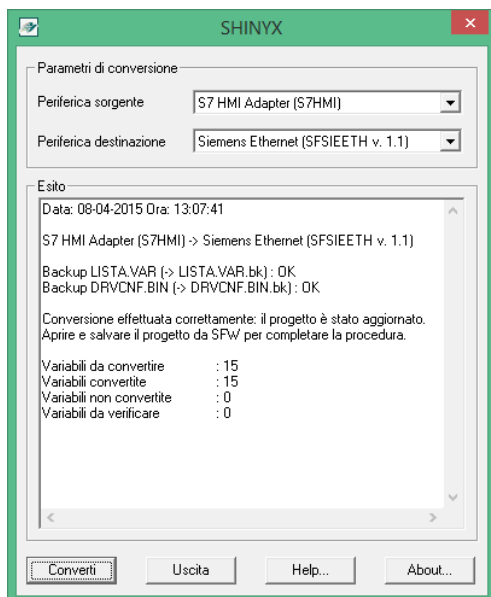 SHINYX
Parametri di conversione
Periferica sorgente S7 HMI Adapter (S7HMI)
Periferica destinazione Siemens Ethernet (SFSIEETH v. 1.1)
Esito
Data: 08-04-2015 Ora: 13:07:41
S7 HMI Adapter (S7HMI) -> Siemens Ethernet (SFSIEETH v. 1.1)
Backup LISTA.VAR (-> LISTA.VAR.bk) : OK
Backup DRVCNF.BIN (-> DRVCNF.BIN.bk) : OK
Conversione effettuata correttamente: il progetto è stato aggiornato.
Aprire e salvare il progetto da SFW per completare la procedura.
Variabili da convertire : 15
Variabili convertite : 15
Variabili non convertite : 0
Variabili da verificare : 0
Converti Uscita Help... About...